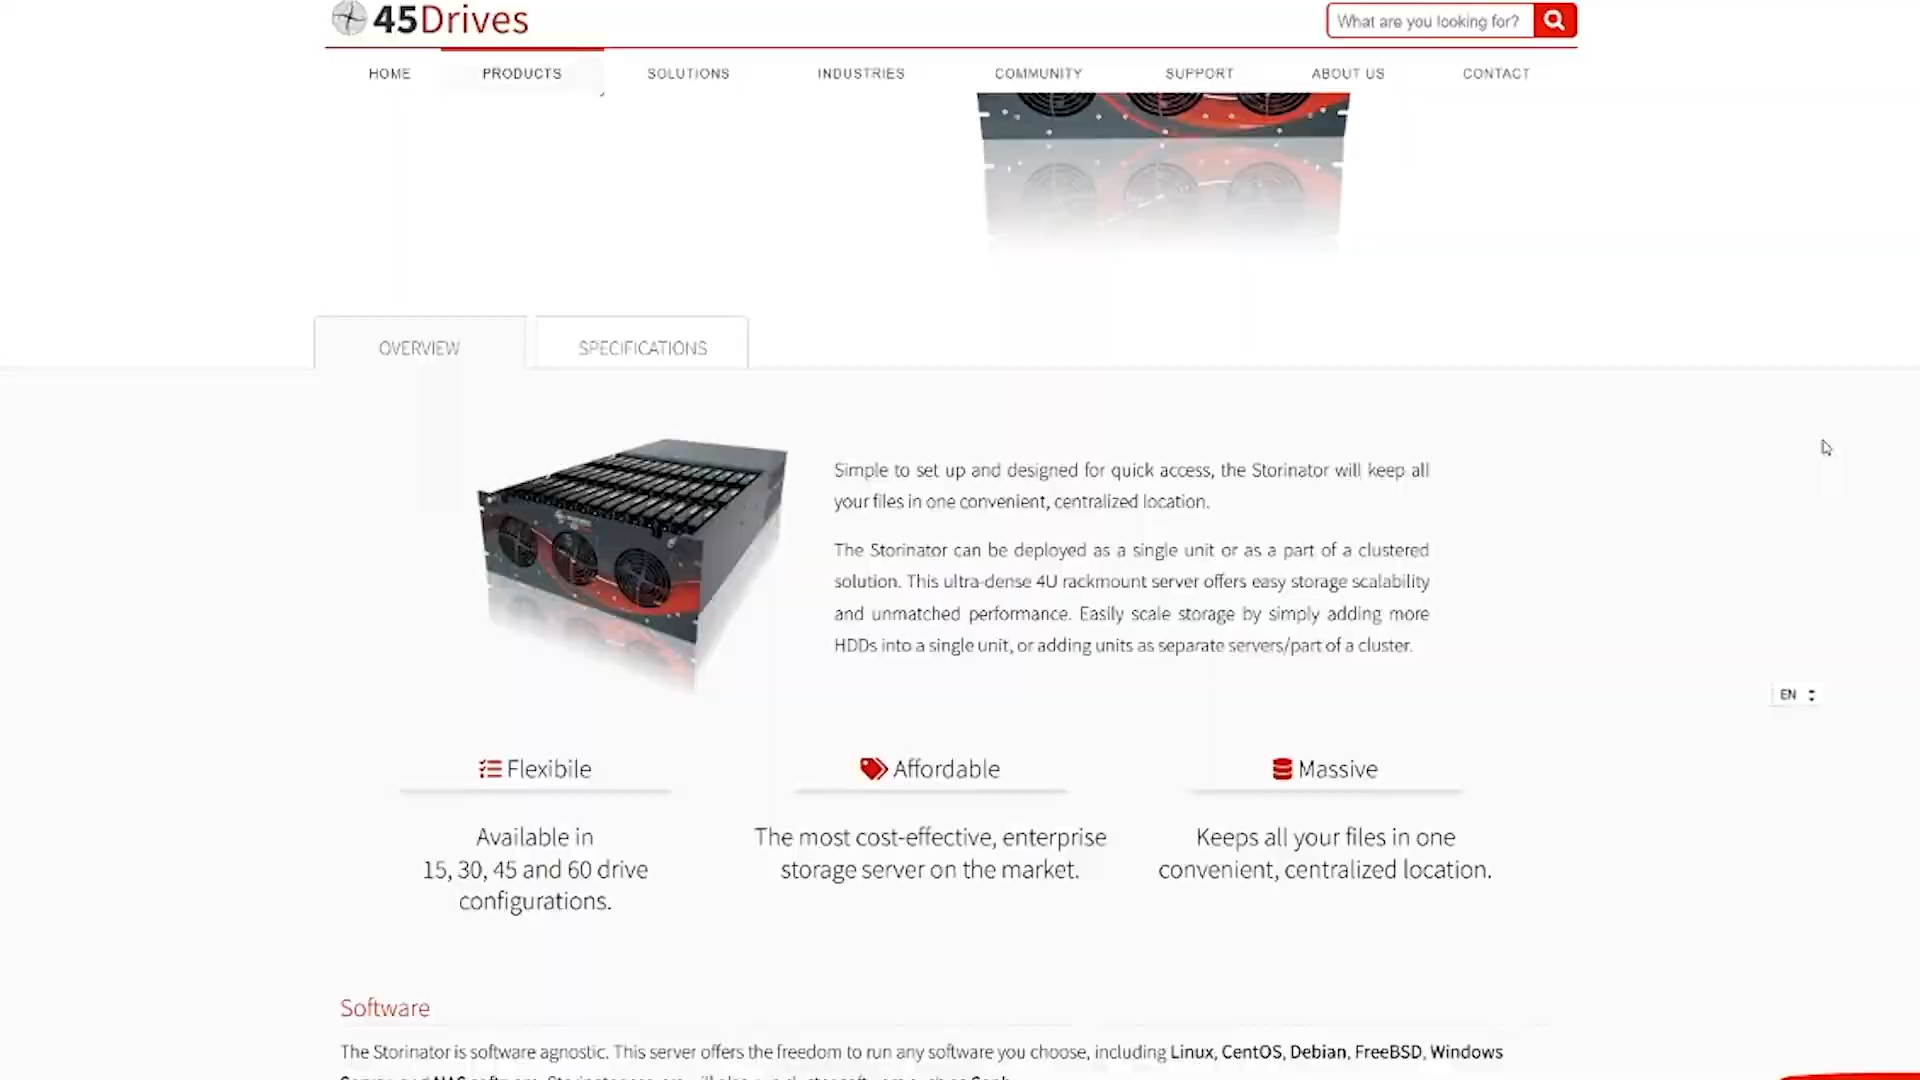 45Drives
What are you looking for?
HOME PRODUCTS SOLUTIONS INDUSTRIES COMMUNITY SUPPORT ABOUT US CONTACT
OVERVIEW SPECIFICATIONS
Simple to set up and designed for quick access, the Storinator will keep all
your files in one convenient, centralized location.
The Storinator can be deployed as a single unit or as a part of a clustered
solution. This ultra-dense 4U rackmount server offers easy storage scalability
and unmatched performance. Easily scale storage by simply adding more
HDDs into a single unit, or adding units as separate servers/part of a cluster.
EN
Flexibile
Available in
15, 30, 45 and 60 drive
configurations.
Affordable
The most cost-effective, enterprise
storage server on the market.
Massive
Keeps all your files in one
convenient, centralized location.
Software
The Storinator is software agnostic. This server offers the freedom to run any software you choose, including Linux, CentOS, Debian, FreeBSD, Windows